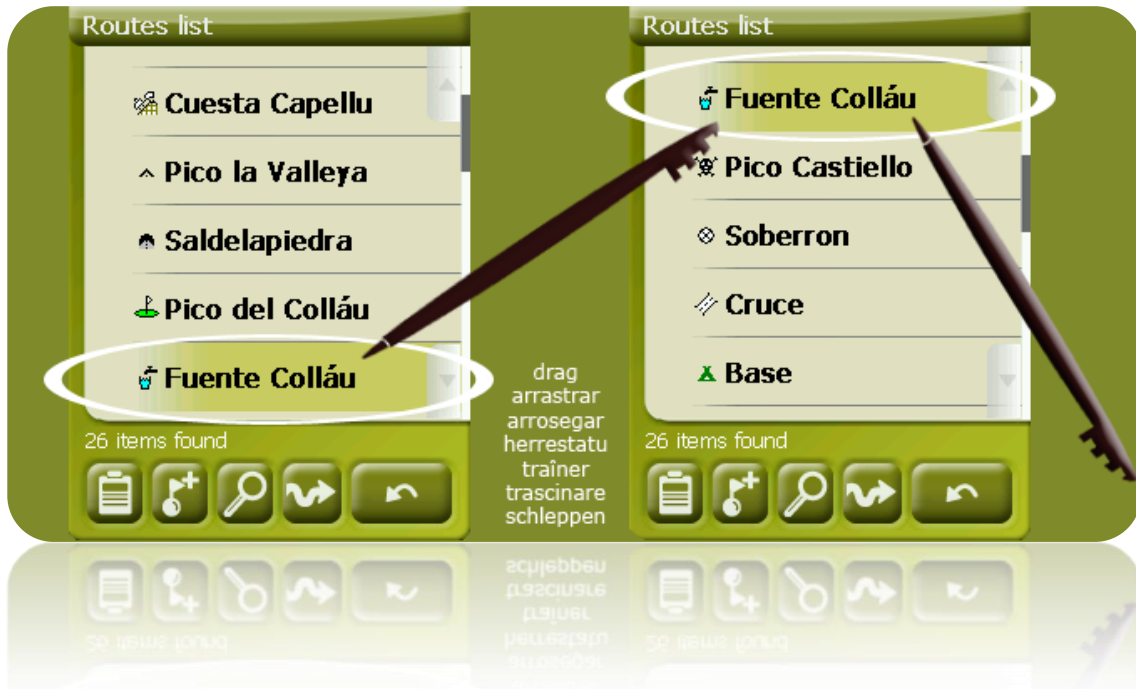 Routes list
Cuesta Capellu
Pico la Valleya
Saldelapiedra
Pico del Colláu
Fuente Colláu
26 items found
drag
arrastrar
arrosegar
herrestatu
traîner
trascinare
schleppen
Routes list
Fuente Colláu
Pico Castiello
Soberron
Cruce
Base
26 items found